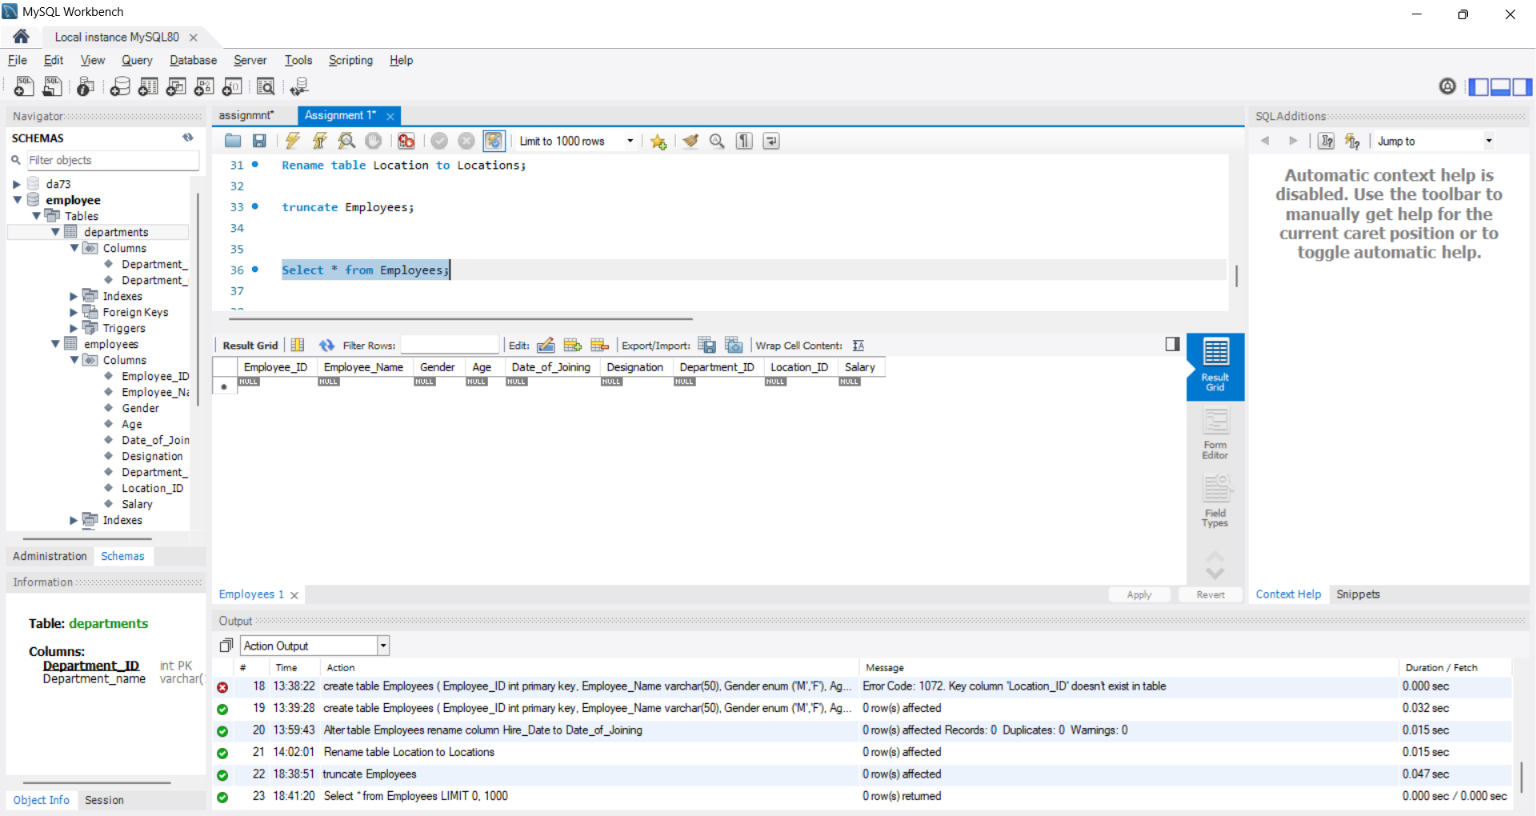 MySQL Workbench
Local instance MySQL80
File Edit View Query Database Server Tools Scripting Help
Navigator
SCHEMAS
Filter objects
da73
employee
Tables
departments
Columns
Department_
Department_
Indexes
Foreign Keys
Triggers
employees
Columns
Employee_ID
Employee_Na
Gender
Age
Date_of_Join
Designation
Department_
Location_ID
Salary
Indexes
Administration Schemas
Information
Table: departments
Columns:
Department_ID int PK
Department_name varchar(
Object Info Session
assignmnt* Assignment 1*
Limit to 1000 rows
31 Rename table Location to Locations;
32
33 truncate Employees;
34
35
36 Select * from Employees;
37
Result Grid Filter Rows: Edit: Export/Import: Wrap Cell Content:
Employee_ID Employee_Name Gender Age Date_of_Joining Designation Department_ID Location_ID Salary
NULL NULL NULL NULL NULL NULL NULL NULL NULL
Result Grid
Form Editor
Field Types
Employees 1 Apply Revert
SQLAdditions
Jump to
Automatic context help is
disabled. Use the toolbar to
manually get help for the
current caret position or to
toggle automatic help.
Context Help Snippets
Output
Action Output
# Time Action Message Duration / Fetch
18 13:38:22 create table Employees ( Employee_ID int primary key, Employee_Name varchar(50), Gender enum ('M','F'), Ag... Error Code: 1072. Key column 'Location_ID' doesn't exist in table 0.000 sec
19 13:39:28 create table Employees ( Employee_ID int primary key, Employee_Name varchar(50), Gender enum ('M','F'), Ag... 0 row(s) affected 0.032 sec
20 13:59:43 Alter table Employees rename column Hire_Date to Date_of_Joining 0 row(s) affected Records: 0 Duplicates: 0 Warnings: 0 0.015 sec
21 14:02:01 Rename table Location to Locations 0 row(s) affected 0.015 sec
22 18:38:51 truncate Employees 0 row(s) affected 0.047 sec
23 18:41:20 Select * from Employees LIMIT 0, 1000 0 row(s) returned 0.000 sec / 0.000 sec